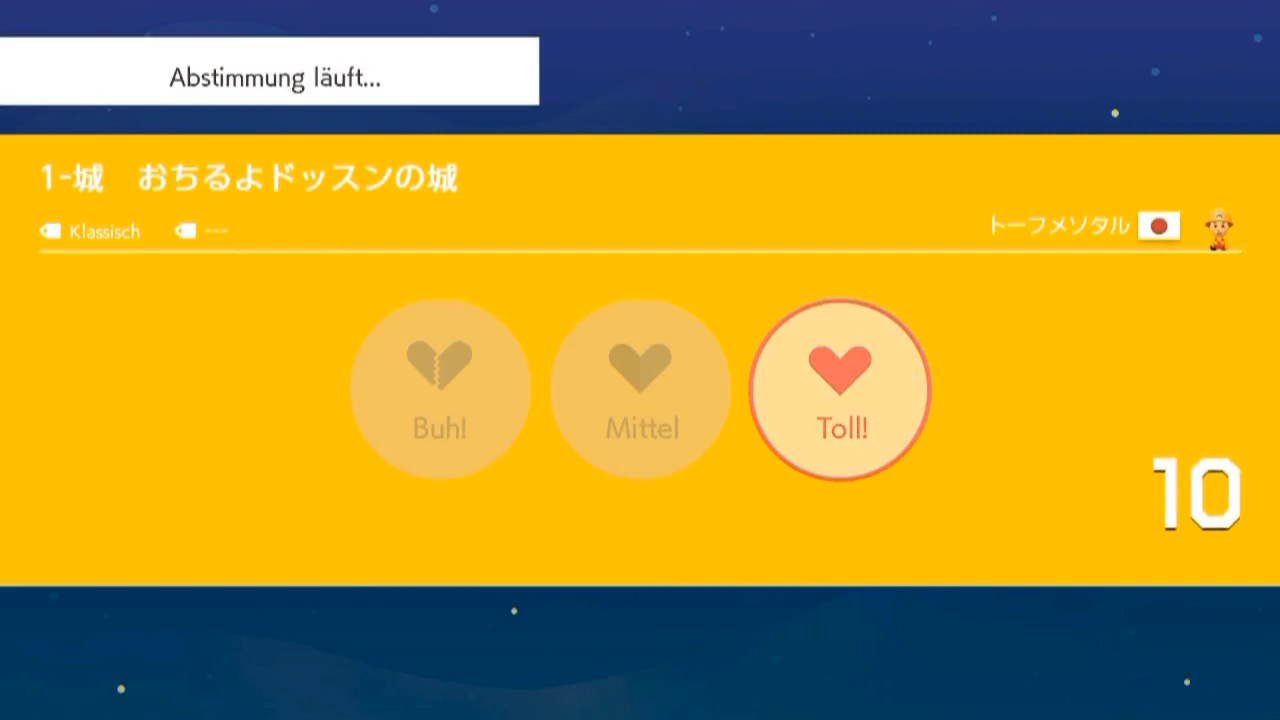 Abstimmung läuft...
1-城　おちるよドッスンの城
Klassisch ---
トーフメソタル
Buh! Mittel Toll!
10